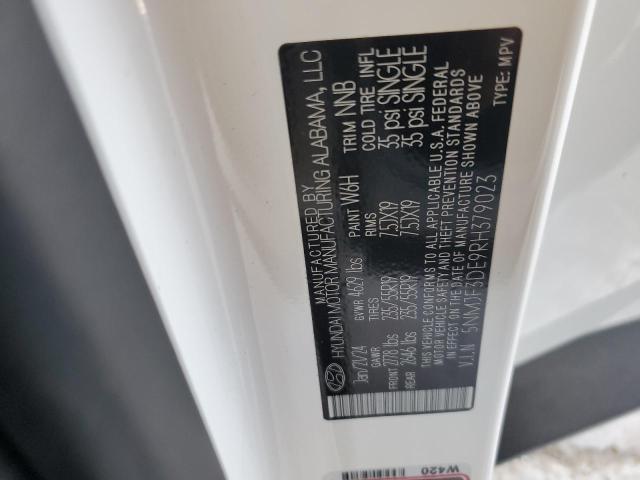 MANUFACTURED BY
HYUNDAI MOTOR MANUFACTURING ALABAMA, LLC
Jan/21/24 GVWR 4629 lbs PAINT W6H TRIM NNB
GAWR TIRES RIMS COLD TIRE INFL
FRONT 2778 lbs 235/55R19 7.5JX19 35 psi SINGLE
REAR 2646 lbs 235/55R19 7.5JX19 35 psi SINGLE
THIS VEHICLE CONFORMS TO ALL APPLICABLE U.S.A. FEDERAL
MOTOR VEHICLE SAFETY AND THEFT PREVENTION STANDARDS
IN EFFECT ON THE DATE OF MANUFACTURE SHOWN ABOVE
V.I.N 5NMJF3DE9RH379023 TYPE: MPV
W420